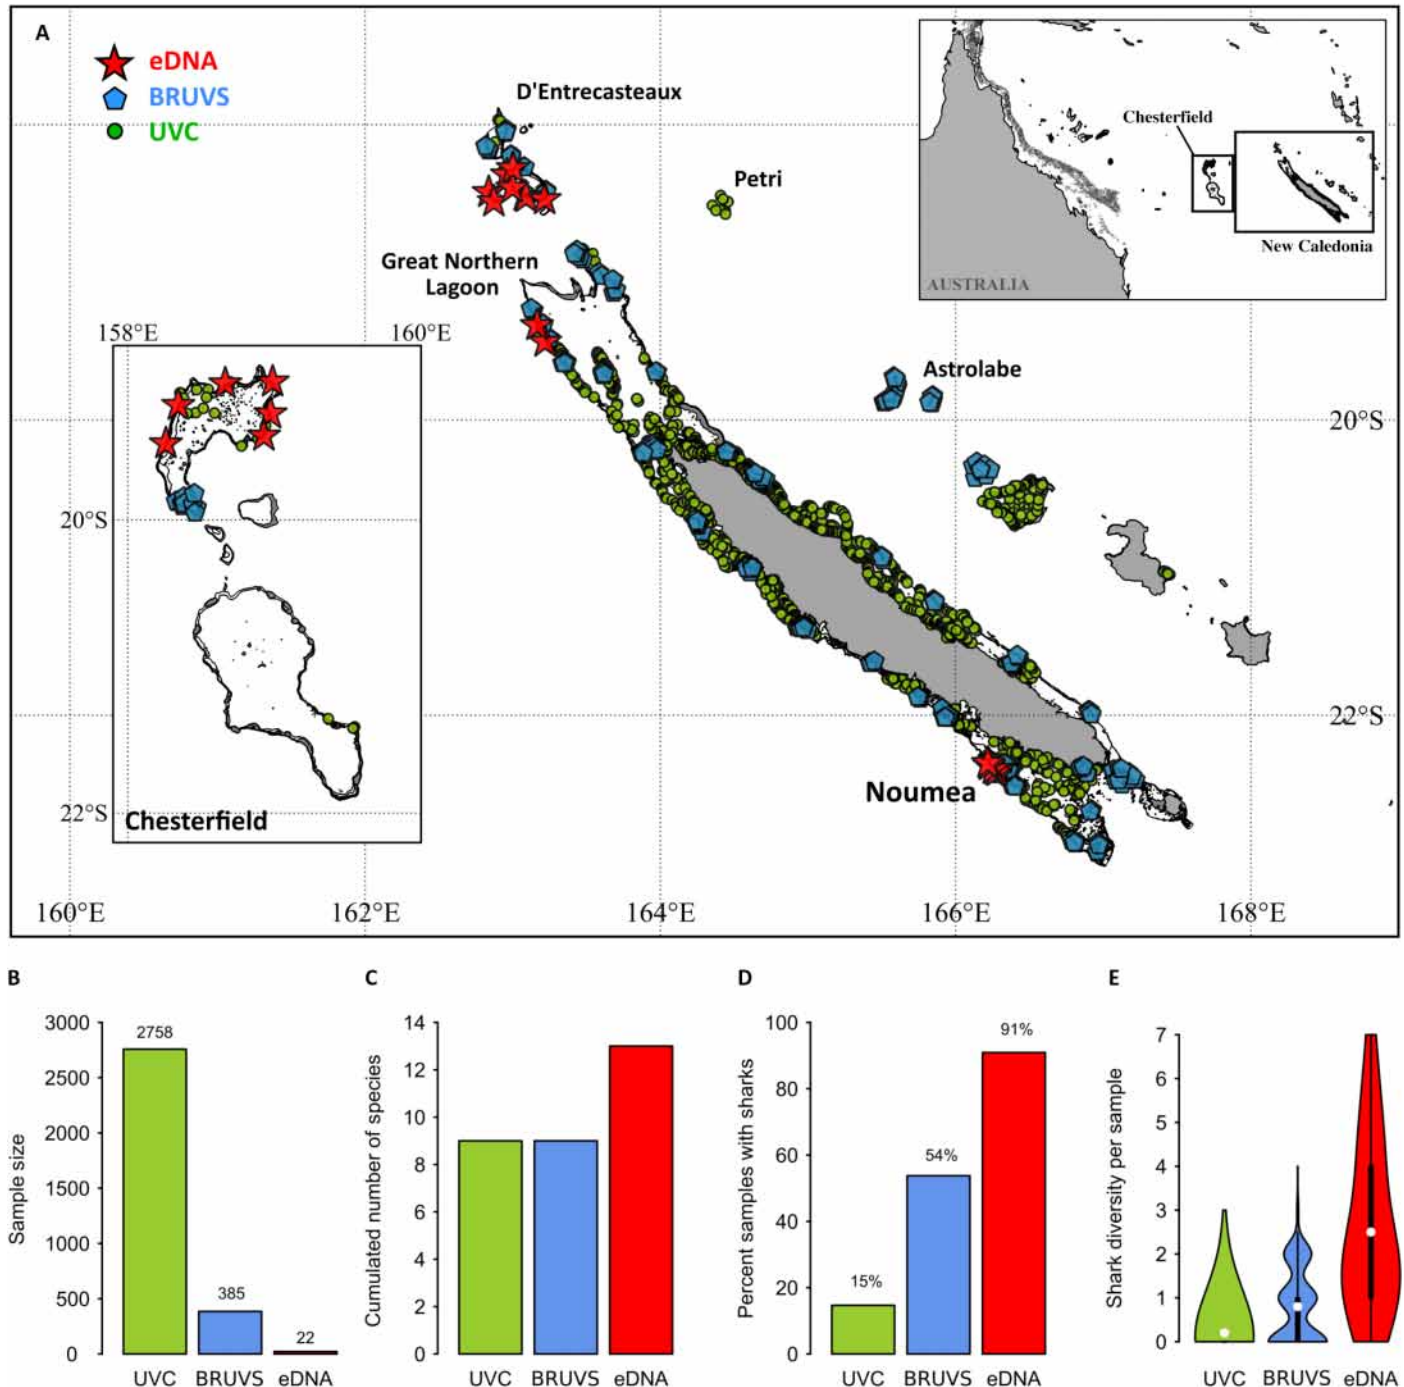 A
eDNA
BRUVS
UVC
D'Entrecasteaux
Petri
Great Northern
Lagoon
Astrolabe
Noumea
Chesterfield
New Caledonia
AUSTRALIA
158°E
160°E
20°S
22°S
Chesterfield
20°S
22°S
160°E
162°E
164°E
166°E
168°E
B
Sample size
3000
2500
2000
1500
1000
500
0
2758
385
22
UVC
BRUVS
eDNA
C
Cumulated number of species
14
12
10
8
6
4
2
0
UVC
BRUVS
eDNA
D
Percent samples with sharks
100
80
60
40
20
0
15%
54%
91%
UVC
BRUVS
eDNA
E
Shark diversity per sample
7
6
5
4
3
2
1
0
UVC
BRUVS
eDNA